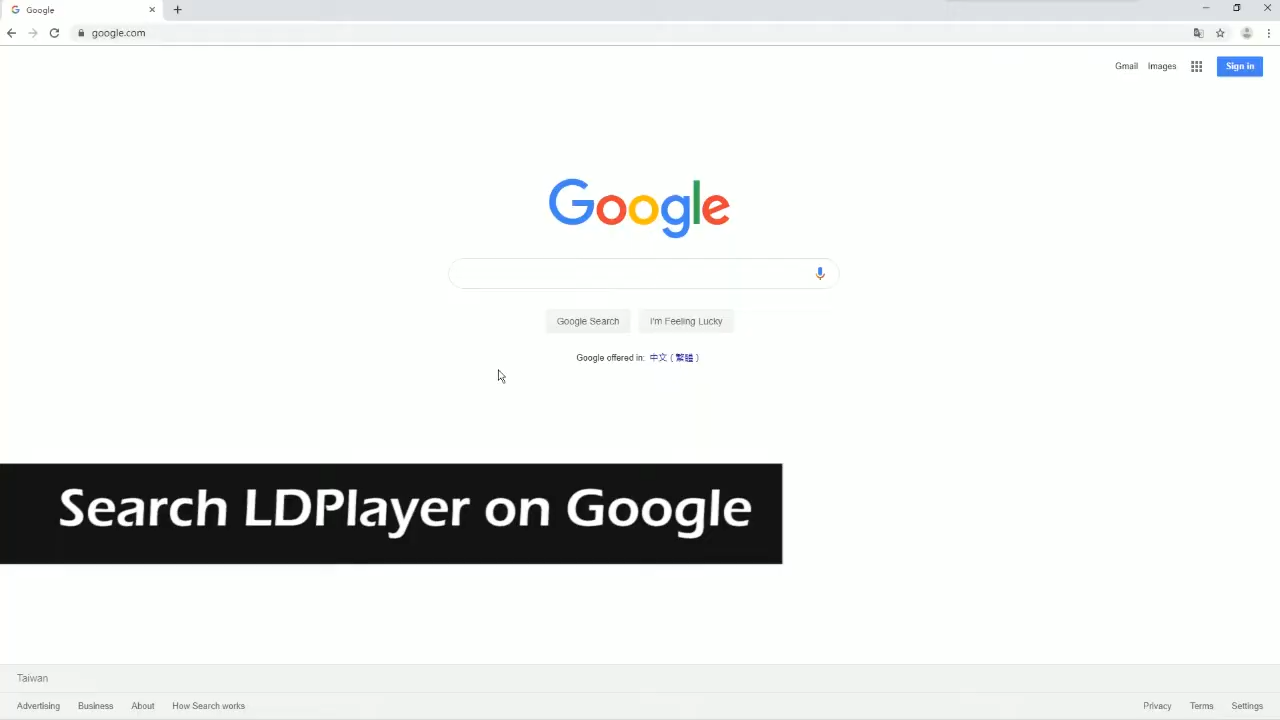 Google
google.com
Gmail Images Sign in
Google
Google Search I'm Feeling Lucky
Google offered in: 中文 ( 繁體 )
Search LDPlayer on Google
Taiwan
Advertising Business About How Search works Privacy Terms Settings